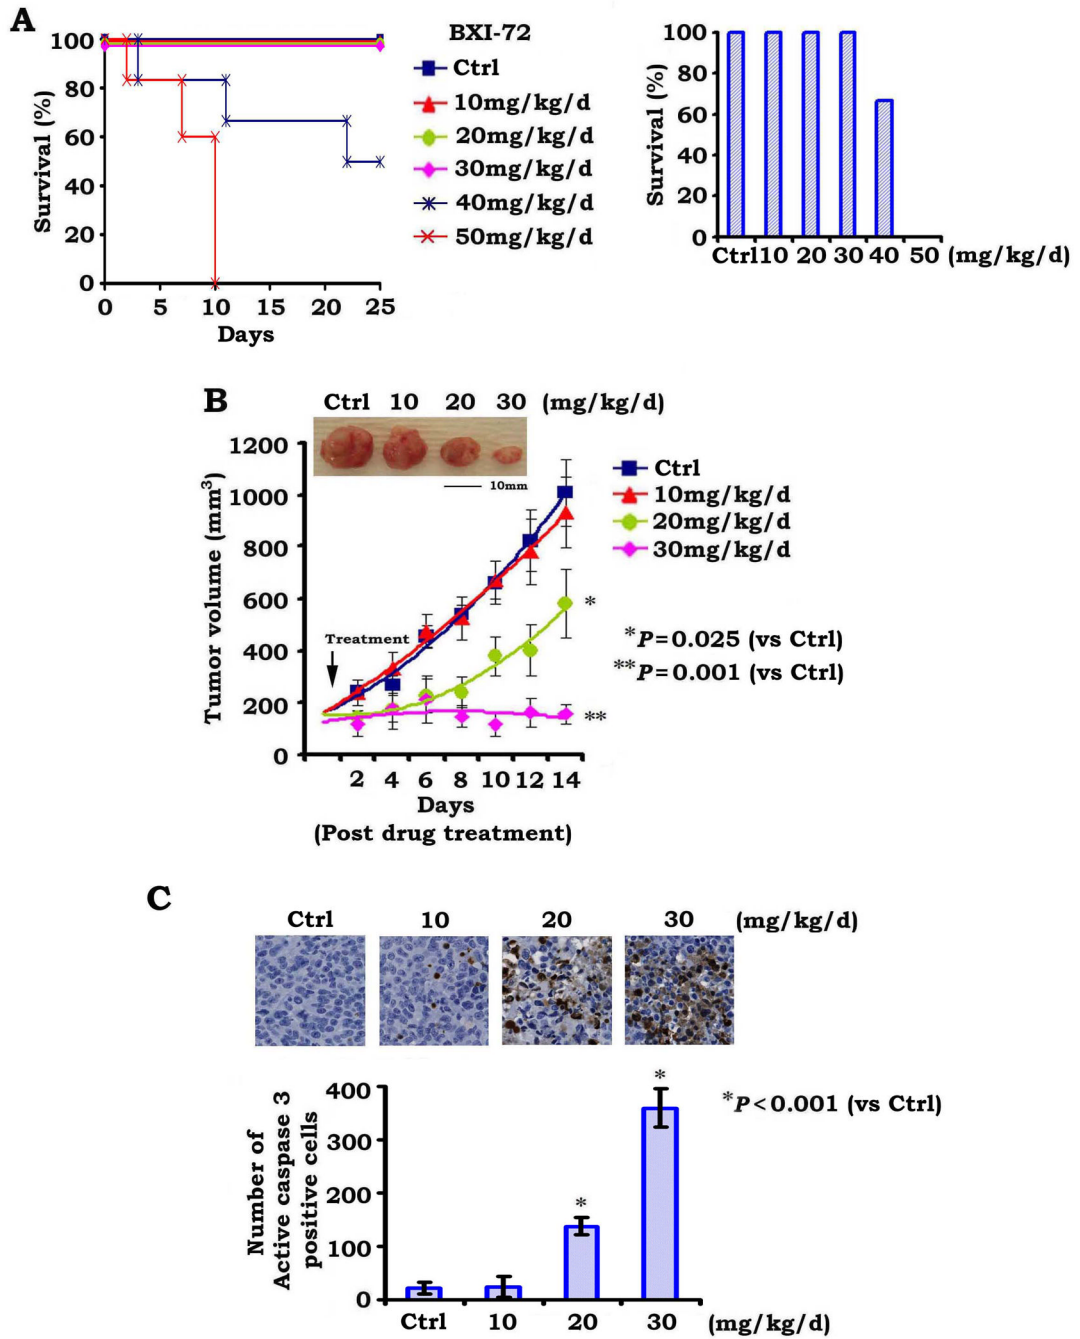 A
BXI-72
Survival (%)
100
80
60
40
20
0
0 5 10 15 20 25
Days
Ctrl
10mg/kg/d
20mg/kg/d
30mg/kg/d
40mg/kg/d
50mg/kg/d
Survival (%)
100
80
60
40
20
0
Ctrl 10 20 30 40 50 (mg/kg/d)
B
Ctrl 10 20 30 (mg/kg/d)
10mm
Tumor volume (mm³)
1200
1000
800
600
400
200
0
Treatment
*
**
2 4 6 8 10 12 14
Days
(Post drug treatment)
Ctrl
10mg/kg/d
20mg/kg/d
30mg/kg/d
*P=0.025 (vs Ctrl)
**P=0.001 (vs Ctrl)
C
Ctrl 10 20 30 (mg/kg/d)
Number of
Active caspase 3
positive cells
400
300
200
100
0
*
*
*P<0.001 (vs Ctrl)
Ctrl 10 20 30 (mg/kg/d)